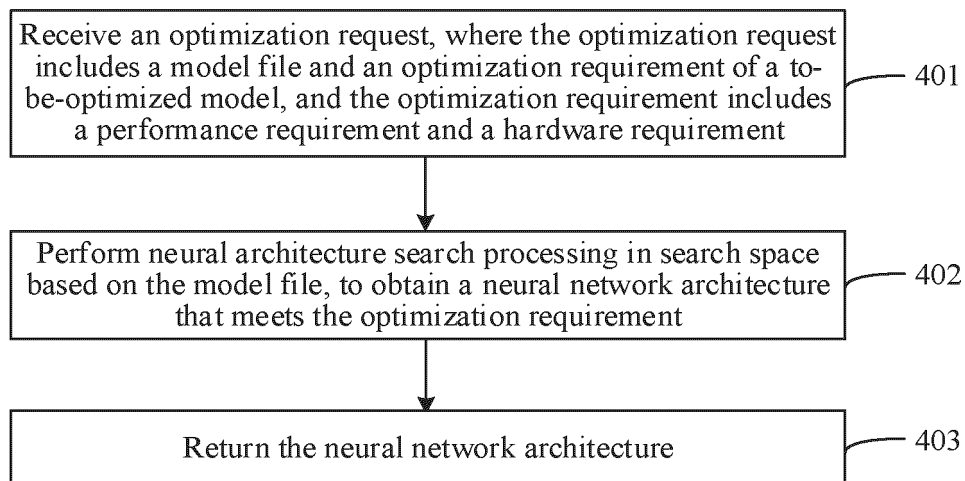 Receive an optimization request, where the optimization request
includes a model file and an optimization requirement of a to-
be-optimized model, and the optimization requirement includes
a performance requirement and a hardware requirement
401
Perform neural architecture search processing in search space
based on the model file, to obtain a neural network architecture
that meets the optimization requirement
402
Return the neural network architecture
403